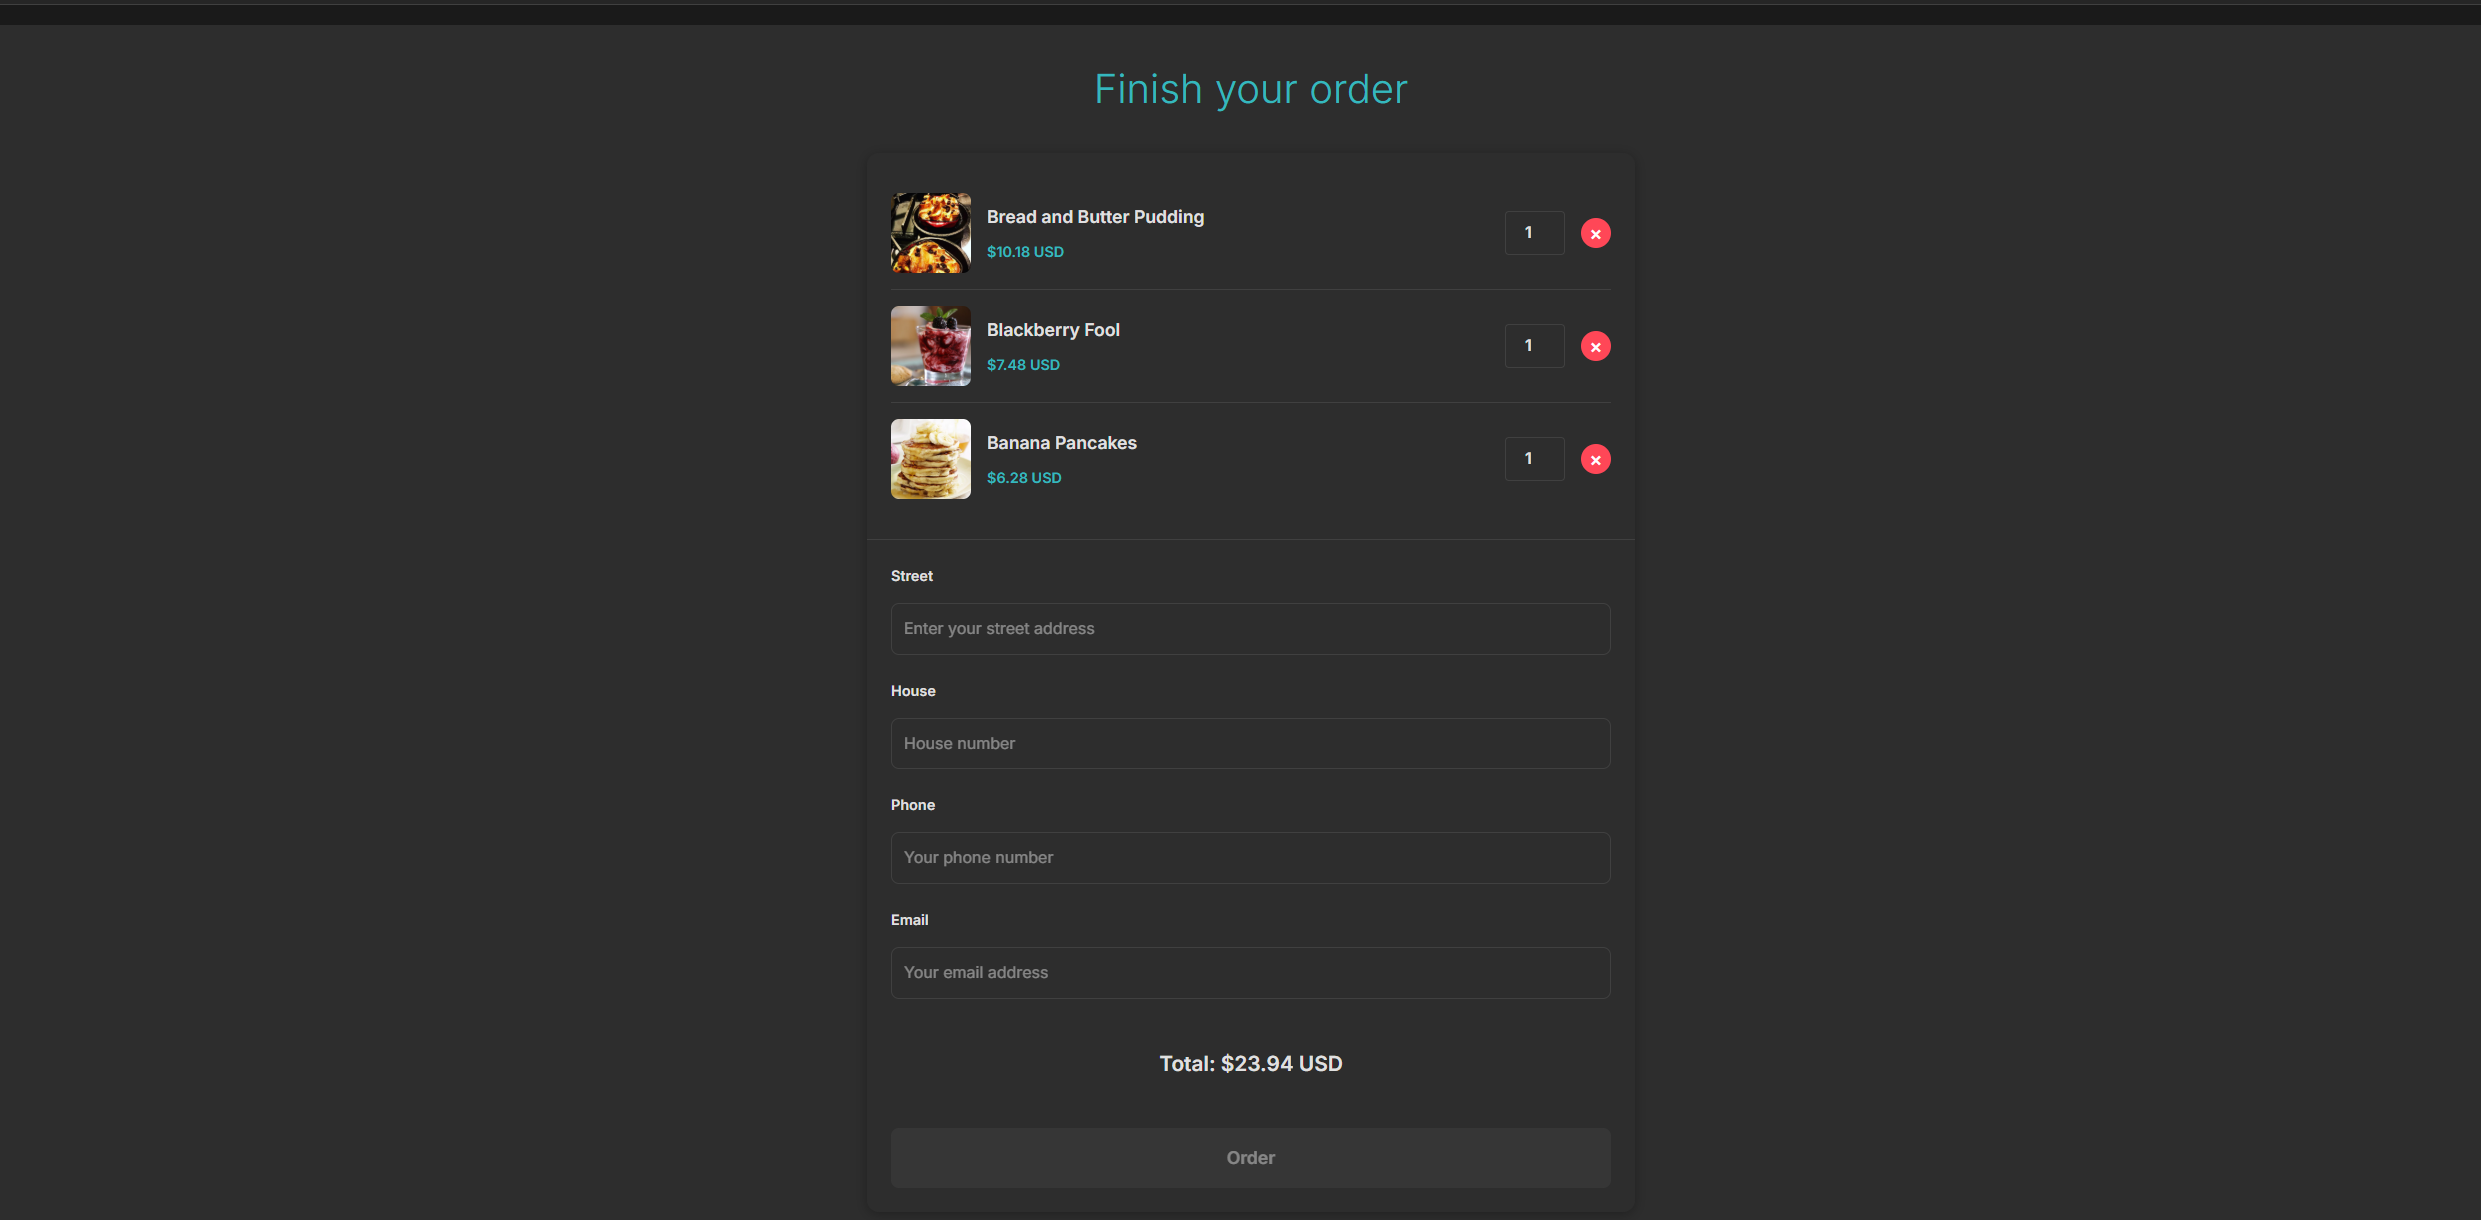 Finish your order
Bread and Butter Pudding
$10.18 USD
1
Blackberry Fool
$7.48 USD
1
Banana Pancakes
$6.28 USD
1
Street
Enter your street address
House
House number
Phone
Your phone number
Email
Your email address
Total: $23.94 USD
Order